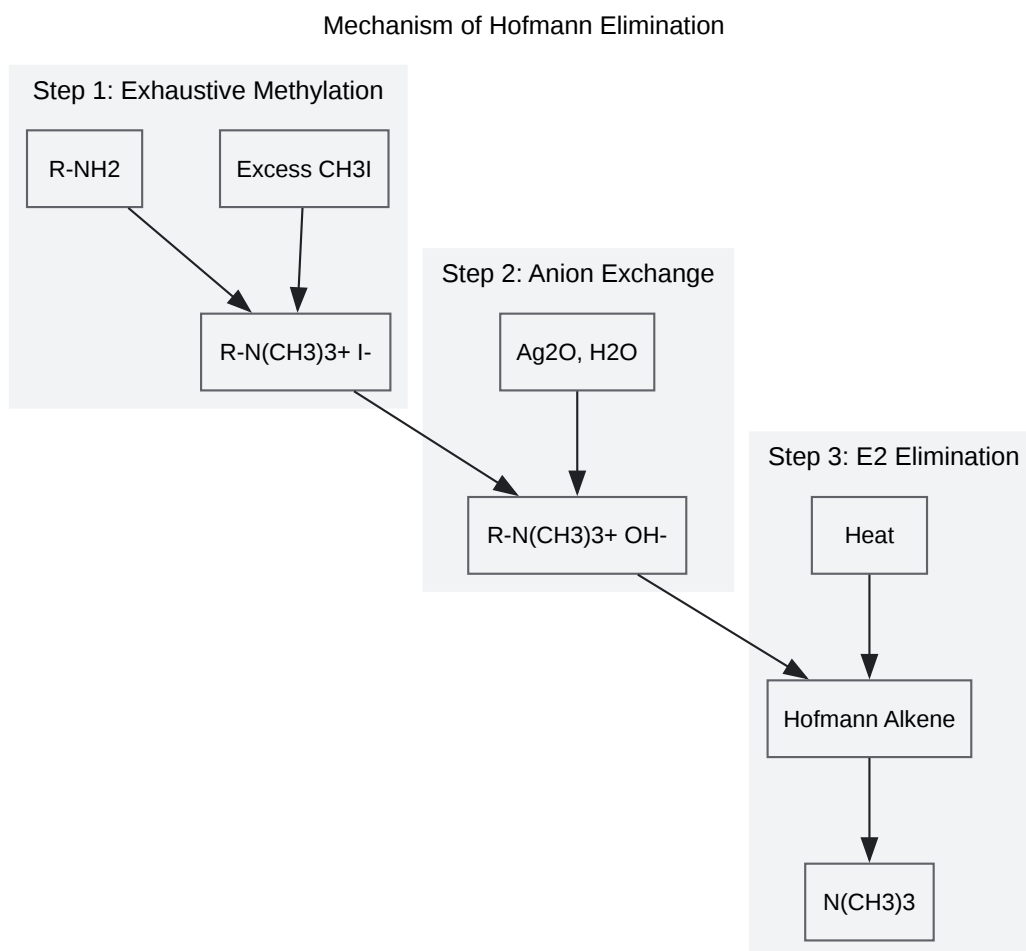 Mechanism of Hofmann Elimination
Step 1: Exhaustive Methylation
R-NH2
Excess CH3I
R-N(CH3)3+ I-
Step 2: Anion Exchange
Ag2O, H2O
R-N(CH3)3+ OH-
Step 3: E2 Elimination
Heat
Hofmann Alkene
N(CH3)3